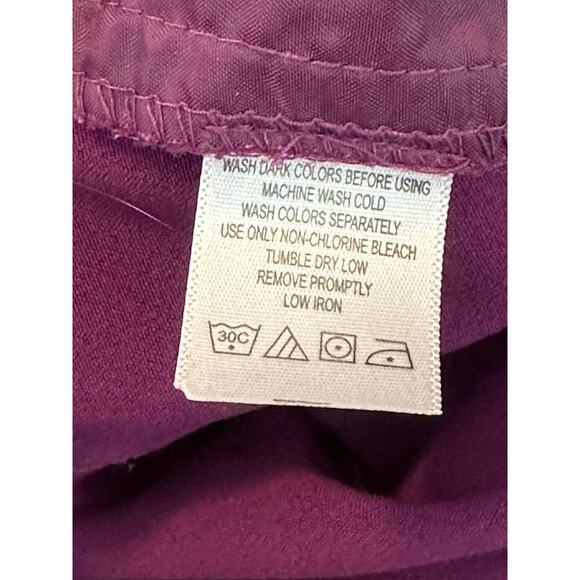 WASH DARK COLORS BEFORE USING
MACHINE WASH COLD
WASH COLORS SEPARATELY
USE ONLY NON-CHLORINE BLEACH
TUMBLE DRY LOW
REMOVE PROMPTLY
LOW IRON
30C